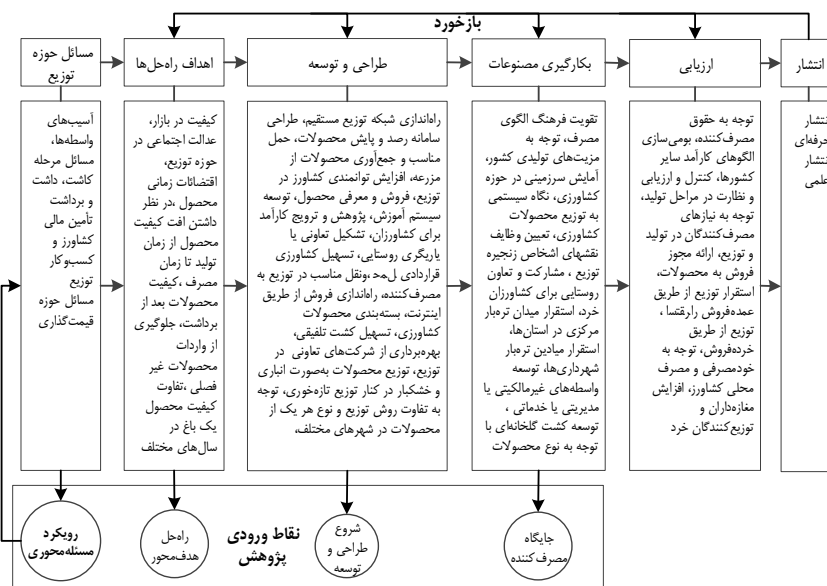 بازخورد
مسائل حوزه
توزیع
اهداف راه‌حل‌ها
طراحی و توسعه
بکارگیری مصنوعات
ارزیابی
انتشار
آسیب‌های
واسطه‌ها،
مسائل مرحله
کاشت، داشت
و برداشت
تأمین مالی
کشاورز و
کسب‌وکار
توزیع
مسائل حوزه
قیمت‌گذاری
کیفیت در بازار،
عدالت اجتماعی در
حوزه توزیع،
اقتضائات زمانی
محصول ،در نظر
داشتن افت کیفیت
محصول از زمان
تولید تا زمان
مصرف ،کیفیت
محصولات بعد از
برداشت، جلوگیری
از واردات
محصولات غیر
فصلی ،تفاوت
کیفیت محصول
یک باغ در
سال‌های مختلف
راه‌اندازی شبکه توزیع مستقیم، طراحی
سامانه رصد و پایش محصولات، حمل
مناسب و جمع‌آوری محصولات از
مزرعه، افزایش توانمندی کشاورز در
توزیع، فروش و معرفی محصول، توسعه
سیستم آموزش، پژوهش و ترویج کارآمد
برای کشاورزان، تشکیل تعاونی یا
یاریگری روستایی، تسهیل کشاورزی
قراردادی ،ونقل مناسب در توزیع به
مصرف‌کننده، راه‌اندازی فروش از طریق
اینترنت، بسته‌بندی محصولات
کشاورزی، تسهیل کشت تلفیقی،
بهره‌برداری از شرکت‌های تعاونی در
توزیع، توزیع محصولات به‌صورت انباری
و خشکبار در کنار توزیع تازه‌خوری، توجه
به تفاوت روش توزیع و نوع هر یک از
محصولات در شهرهای مختلف،
تقویت فرهنگ الگوی
مصرف، توجه به
مزیت‌های تولیدی کشور،
آمایش سرزمینی در حوزه
کشاورزی، نگاه سیستمی
به توزیع محصولات
کشاورزی، تعیین وظایف
نقشهای اشخاص زنجیره
توزیع ، مشارکت و تعاون
روستایی برای کشاورزان
خرد، استقرار میدان تره‌بار
مرکزی در استان‌ها،
استقرار میادین تره‌بار
شهرداری‌ها، توسعه
واسطه‌های غیرمالکیتی یا
مدیریتی یا خدماتی ،
توسعه کشت گلخانه‌ای با
توجه به نوع محصولات
توجه به حقوق
مصرف‌کننده، بومی‌سازی
الگوهای کارآمد سایر
کشورها، کنترل و ارزیابی
و نظارت در مراحل تولید،
توجه به نیازهای
مصرف‌کنندگان در تولید
و توزیع، ارائه مجوز
فروش به محصولات،
استقرار توزیع از طریق
عمده‌فروش رارقتسا ،
توزیع از طریق
خرده‌فروش، توجه به
خودمصرفی و مصرف
محلی کشاورز، افزایش
مغازه‌داران و
توزیع‌کنندگان خرد
نتشار
حرفه‌ای
نتشار
علمی
رویکرد
مسئله‌محوری
راه‌حل
هدف‌محور
نقاط ورودی
پژوهش
شروع
طراحی و
توسعه
جایگاه
مصرف‌کننده